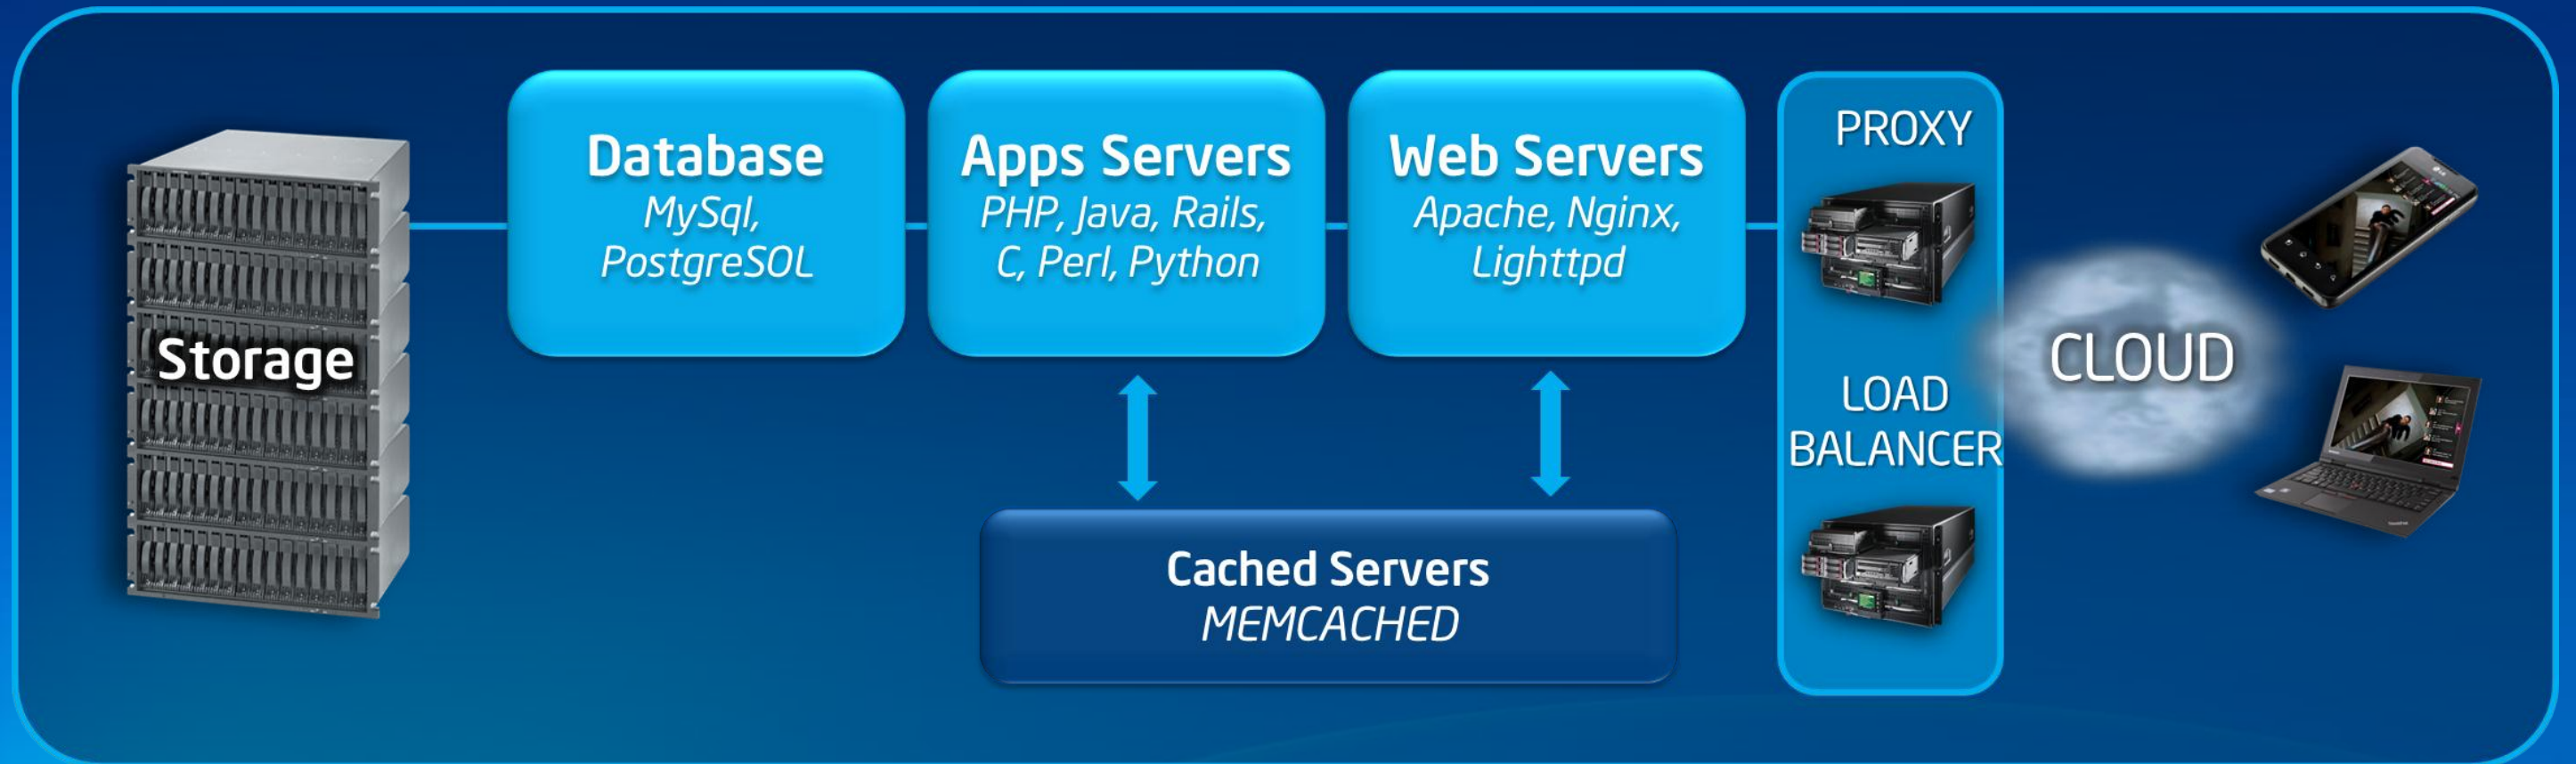 Storage
Database
MySql,
PostgreSOL
Apps Servers
PHP, Java, Rails,
C, Perl, Python
Web Servers
Apache, Nginx,
Lighttpd
Cached Servers
MEMCACHED
PROXY
LOAD
BALANCER
CLOUD